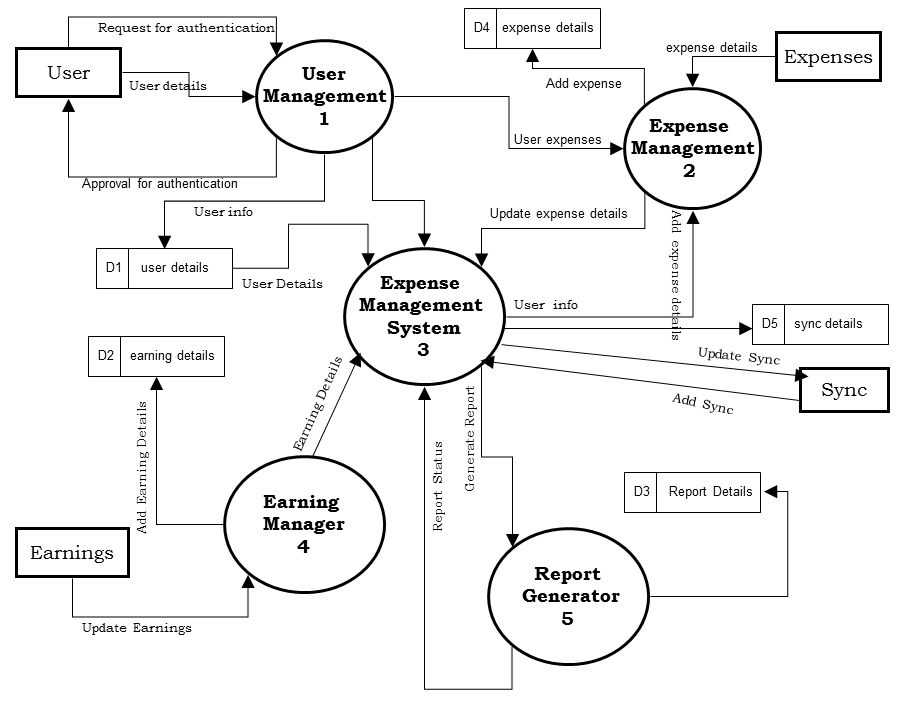 Request for authentication
D4 expense details
User
User details
User
Management
1
expense details
Expenses
Add expense
User expenses
Expense
Management
2
Approval for authentication
User info
Update expense details
Add expense details
D1 user details
User Details
Expense
Management
System
3
User info
D5 sync details
D2 earning details
Earning Details
Update Sync
Sync
Add Sync
Add Earning Details
Report Status
Generate Report
Earning
Manager
4
D3 Report Details
Earnings
Report
Generator
5
Update Earnings